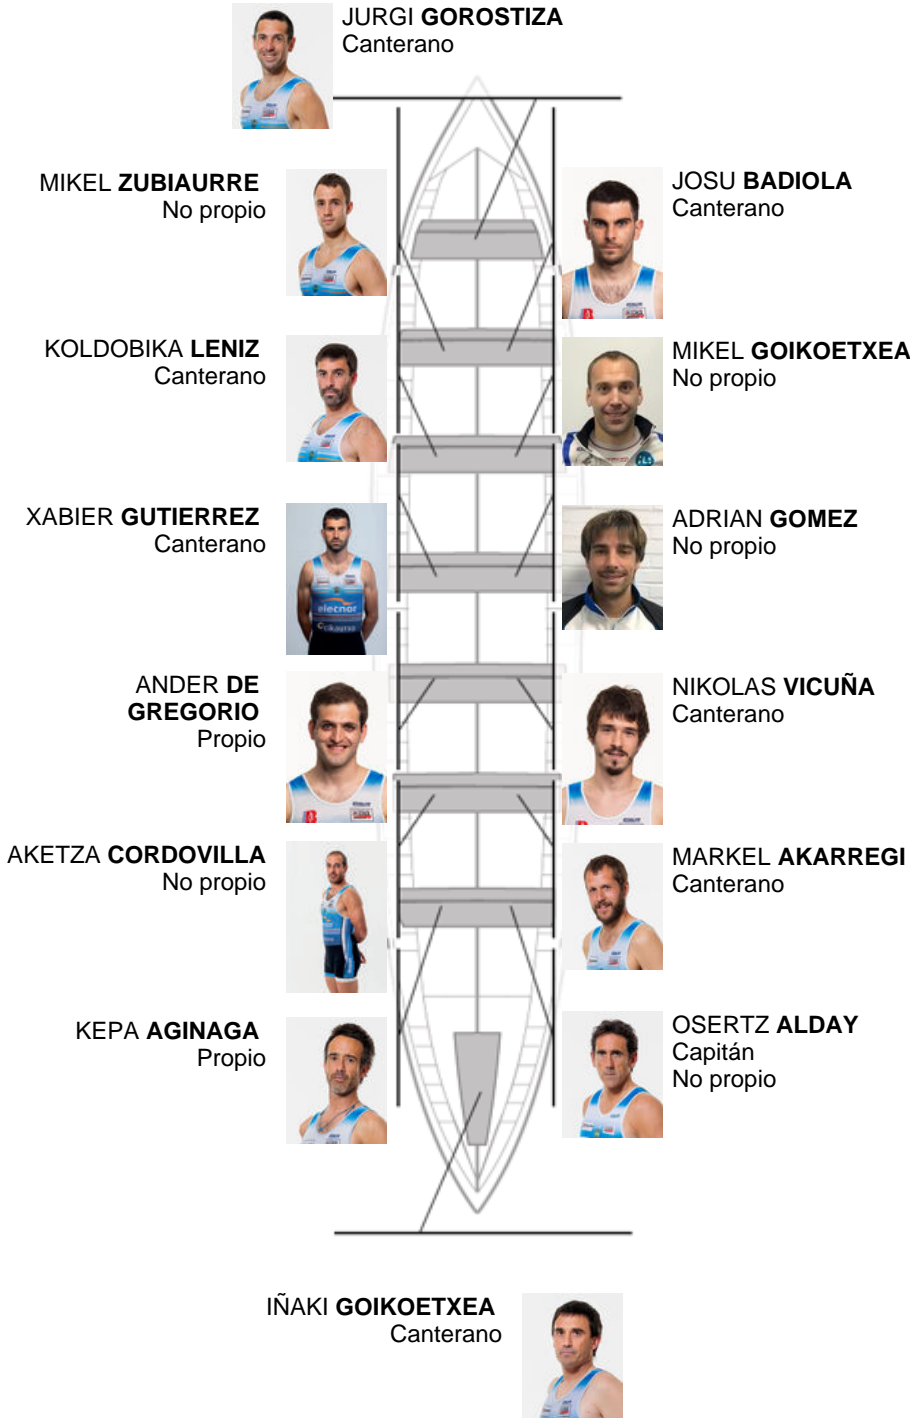 JURGI GOROSTIZA
Canterano
MIKEL ZUBIAURRE
No propio
JOSU BADIOLA
Canterano
KOLDOBIKA LENIZ
Canterano
MIKEL GOIKOETXEA
No propio
XABIER GUTIERREZ
Canterano
elecnor
ADRIAN GOMEZ
No propio
ANDER DE
GREGORIO
Propio
NIKOLAS VICUÑA
Canterano
AKETZA CORDOVILLA
No propio
MARKEL AKARREGI
Canterano
KEPA AGINAGA
Propio
OSERTZ ALDAY
Capitán
No propio
IÑAKI GOIKOETXEA
Canterano